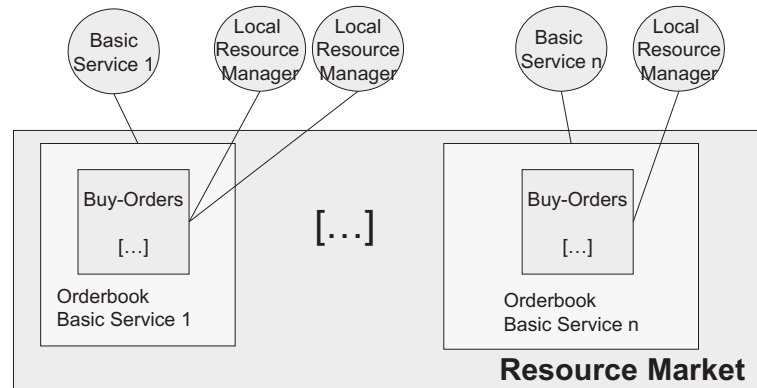 Basic
Service 1
Local
Resource
Manager
Local
Resource
Manager
Basic
Service n
Local
Resource
Manager
Buy-Orders
[...]
Orderbook
Basic Service 1
[...]
Buy-Orders
[...]
Orderbook
Basic Service n
Resource Market